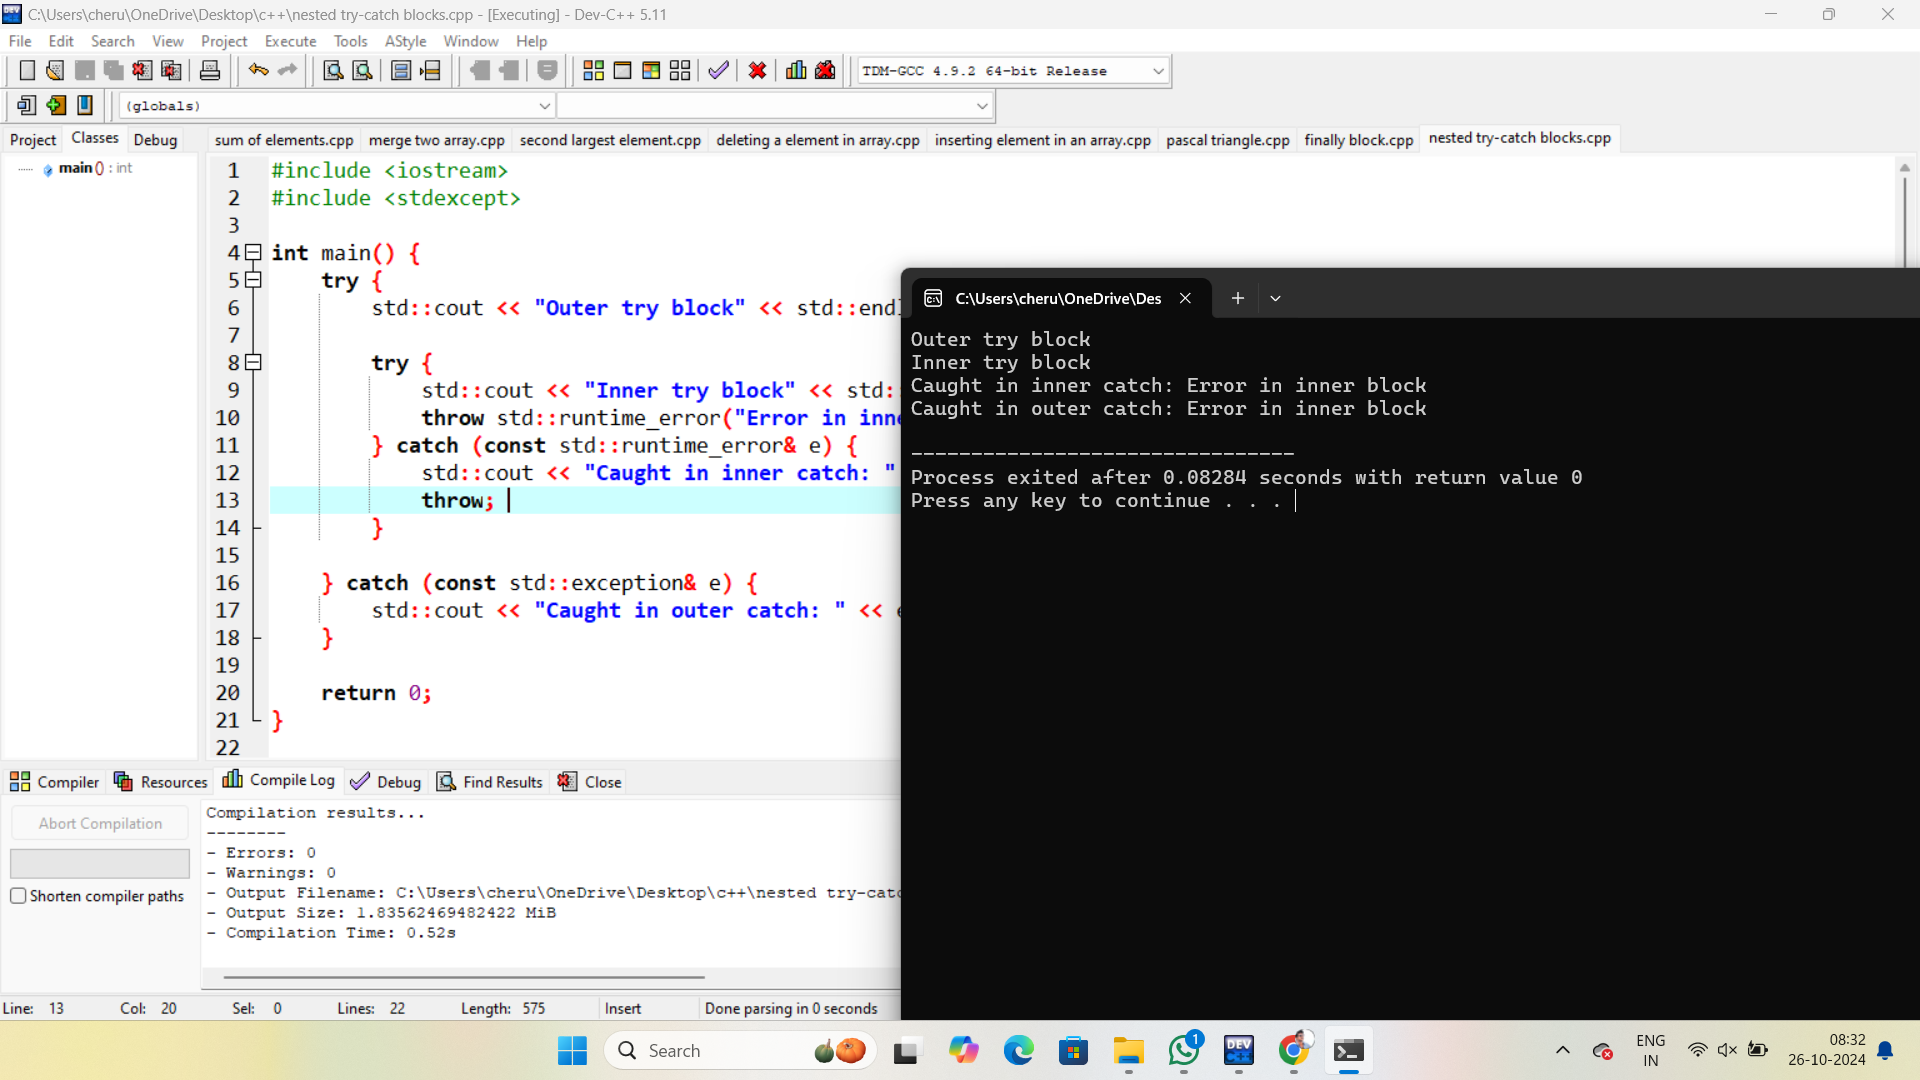 C:\Users\cheru\OneDrive\Desktop\c++\nested try-catch blocks.cpp - [Executing] - Dev-C++ 5.11
File Edit Search View Project Execute Tools AStyle Window Help
TDM-GCC 4.9.2 64-bit Release
(globals)
Project Classes Debug
sum of elements.cpp merge two array.cpp second largest element.cpp deleting a element in array.cpp inserting element in an array.cpp pascal triangle.cpp finally block.cpp nested try-catch blocks.cpp
main () : int
1 #include <iostream>
2 #include <stdexcept>
3
4 int main() {
5 try {
6 std::cout << "Outer try block" << std::endl
7
8 try {
9 std::cout << "Inner try block" << std:
10 throw std::runtime_error("Error in inne
11 } catch (const std::runtime_error& e) {
12 std::cout << "Caught in inner catch: "
13 throw;
14 }
15
16 } catch (const std::exception& e) {
17 std::cout << "Caught in outer catch: " << e
18 }
19
20 return 0;
21 }
22
C:\Users\cheru\OneDrive\Des
Outer try block
Inner try block
Caught in inner catch: Error in inner block
Caught in outer catch: Error in inner block
--------------------------------
Process exited after 0.08284 seconds with return value 0
Press any key to continue . . .
Compiler Resources Compile Log Debug Find Results Close
Abort Compilation
Shorten compiler paths
Compilation results...
--------
- Errors: 0
- Warnings: 0
- Output Filename: C:\Users\cheru\OneDrive\Desktop\c++\nested try-catc
- Output Size: 1.83562469482422 MiB
- Compilation Time: 0.52s
Line: 13 Col: 20 Sel: 0 Lines: 22 Length: 575 Insert Done parsing in 0 seconds
Search
1
DEV
ENG
IN
08:32
26-10-2024